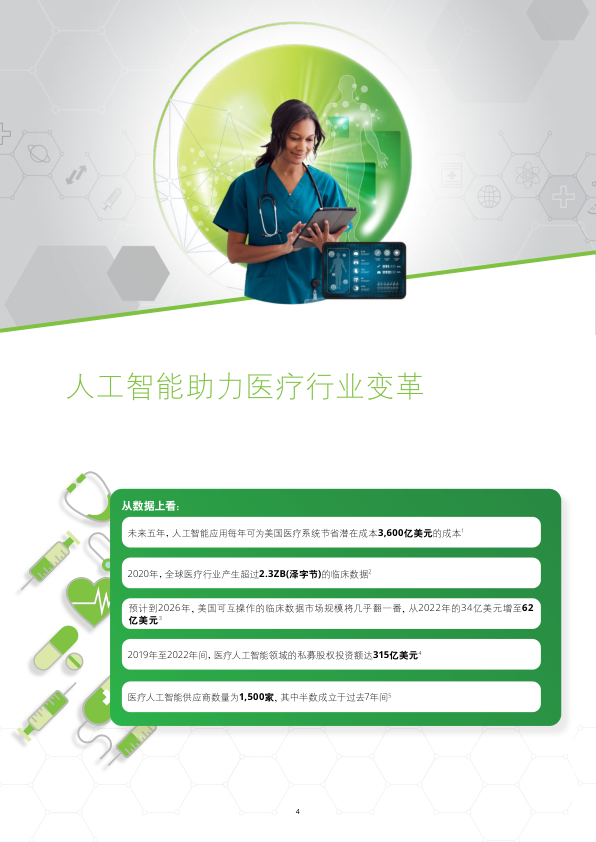 人工智能助力医疗行业变革
从数据上看：
未来五年，人工智能应用每年可为美国医疗系统节省潜在成本3,600亿美元的成本1
2020年，全球医疗行业产生超过2.3ZB(泽字节)的临床数据2
预计到2026年，美国可互操作的临床数据市场规模将几乎翻一番，从2022年的34亿美元增至62
亿美元3
2019年至2022年间，医疗人工智能领域的私募股权投资额达315亿美元4
医疗人工智能供应商数量为1,500家，其中半数成立于过去7年间5
4